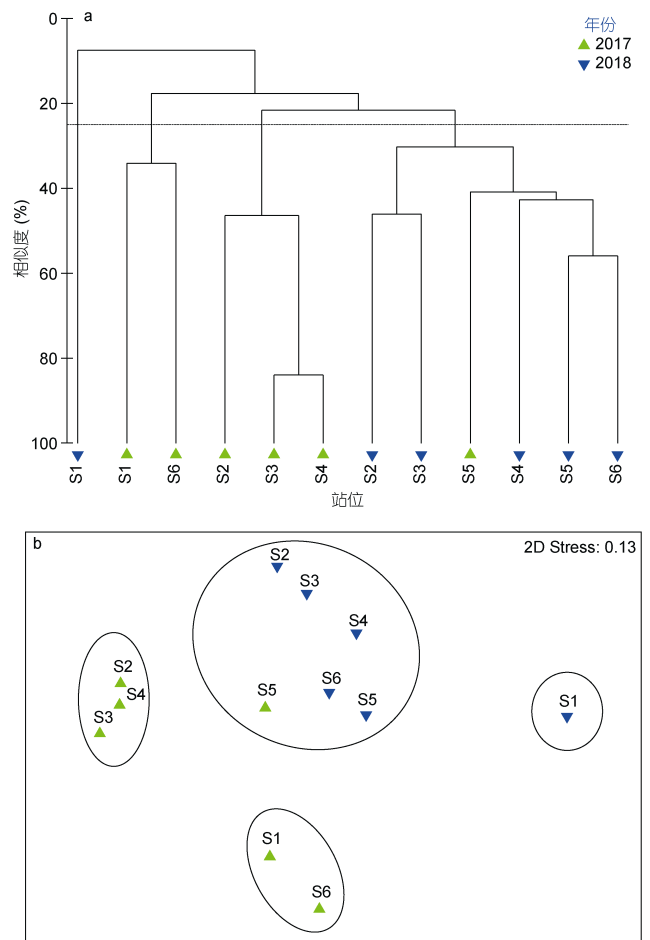 a
年份
2017
2018
0
20
40
60
80
100
相似度 (%)
S1 S1 S6 S2 S3 S4 S2 S3 S5 S4 S5 S6
站位
b
2D Stress: 0.13
S2
S3
S4
S2
S4
S3
S5
S6
S5
S1
S1
S6